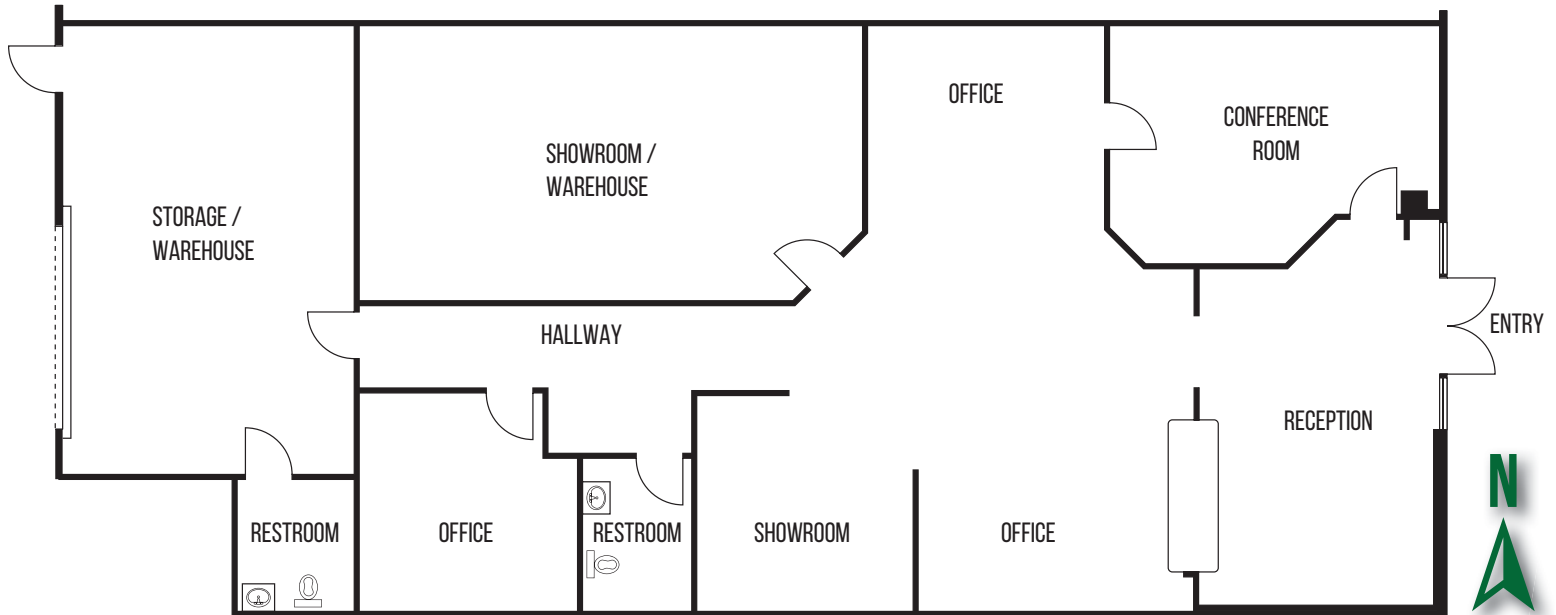 OFFICE
CONFERENCE
ROOM
SHOWROOM /
WAREHOUSE
STORAGE /
WAREHOUSE
HALLWAY
ENTRY
RECEPTION
N
RESTROOM
OFFICE
RESTROOM
SHOWROOM
OFFICE